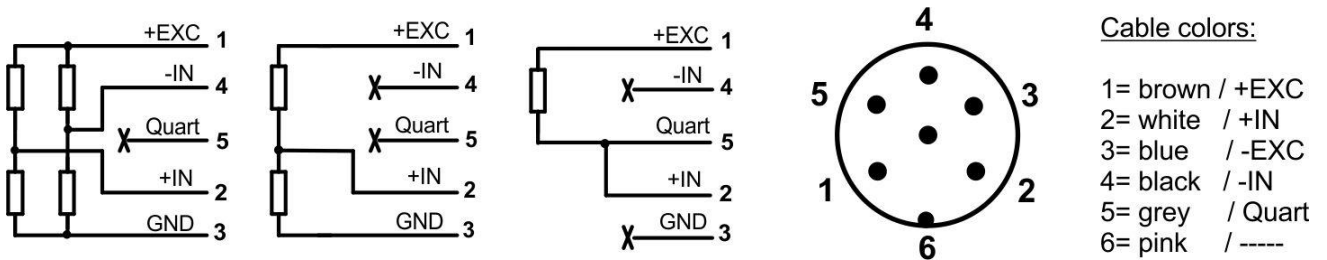 +EXC 1
-IN 4
Quart 5
+IN 2
GND 3
+EXC 1
-IN 4
Quart 5
+IN 2
GND 3
+EXC 1
-IN 4
Quart 5
+IN 2
GND 3
4
5 3
1 2
6
Cable colors:
1= brown / +EXC
2= white / +IN
3= blue / -EXC
4= black / -IN
5= grey / Quart
6= pink / -----